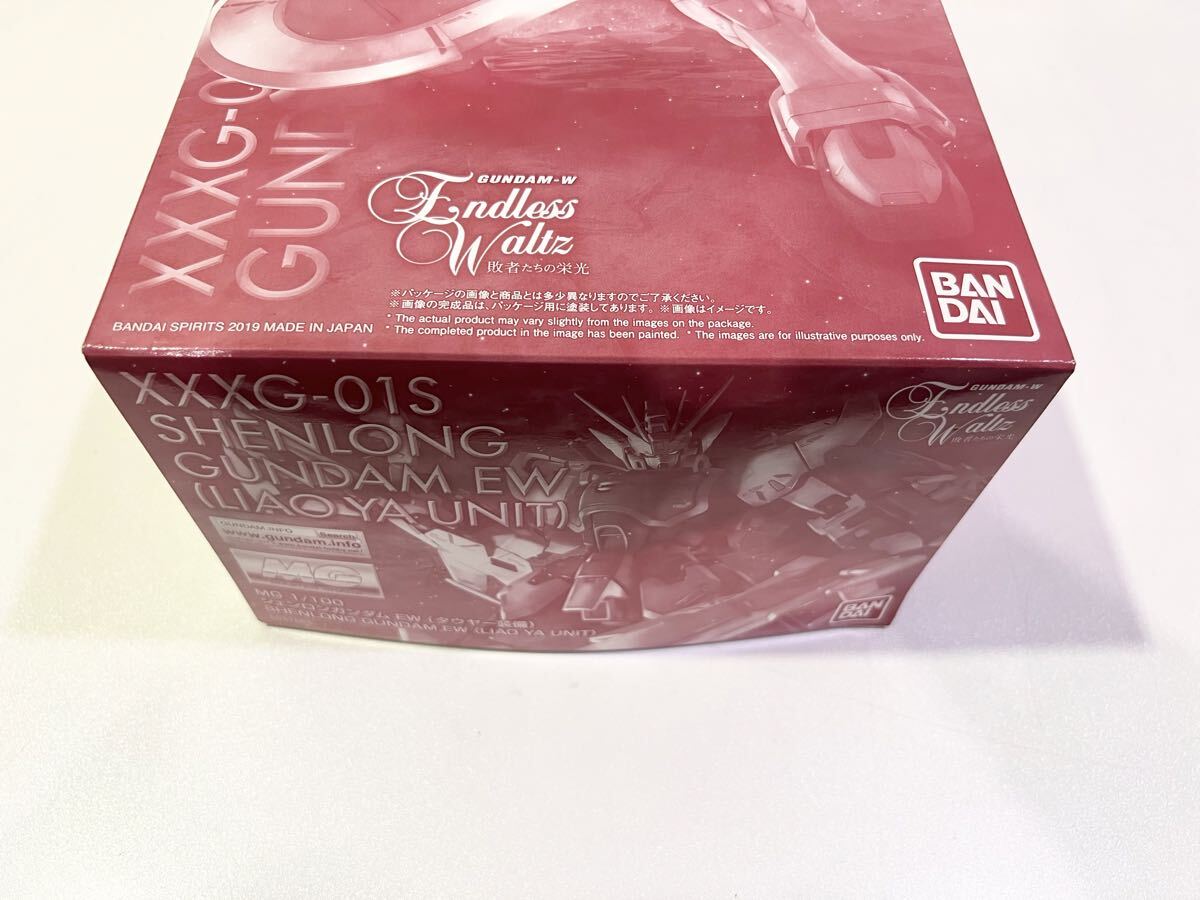 XXXG-0
GUND
GUNDAM-W
Endless
Waltz
敗者たちの栄光
※パッケージの画像と商品とは多少異なりますのでご了承ください。
※画像の完成品は、パッケージ用に塗装してあります。※画像はイメージです。
* The actual product may vary slightly from the images on the package.
* The completed product in the image has been painted. * The images are for illustrative purposes only.
BANDAI SPIRITS 2019 MADE IN JAPAN
BAN
DAI
XXXG-01S
SHENLONG
GUNDAM EW
(LIAO YA UNIT)
GUNDAM-W
Endless
Waltz
敗者たちの栄光
GUNDAM.INFO
Search
www.gundam.info
MG
MG 1/100
シェンロンガンダム EW (タウヤー装備)
SHENLONG GUNDAM EW (LIAO YA UNIT)
BAN
DAI